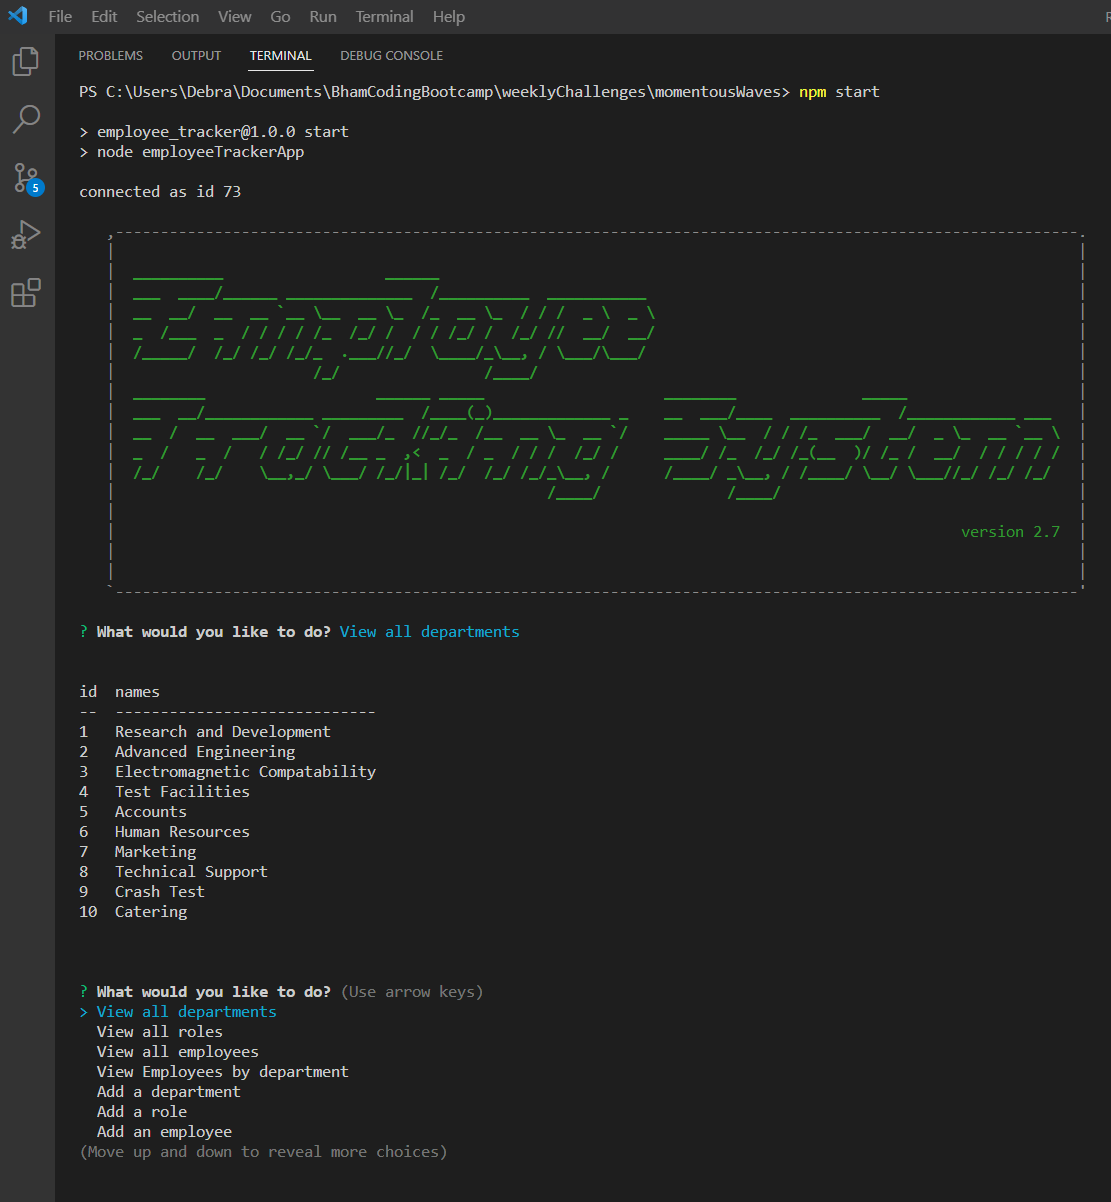 File Edit Selection View Go Run Terminal Help
5
PROBLEMS OUTPUT TERMINAL DEBUG CONSOLE
PS C:\Users\Debra\Documents\BhamCodingBootcamp\weeklyChallenges\momentousWaves> npm start
> employee_tracker@1.0.0 start
> node employeeTrackerApp
connected as id 73
Employee
Tracking System
version 2.7
? What would you like to do? View all departments
id names
-- -----------------------------
1 Research and Development
2 Advanced Engineering
3 Electromagnetic Compatability
4 Test Facilities
5 Accounts
6 Human Resources
7 Marketing
8 Technical Support
9 Crash Test
10 Catering
? What would you like to do? (Use arrow keys)
> View all departments
View all roles
View all employees
View Employees by department
Add a department
Add a role
Add an employee
(Move up and down to reveal more choices)